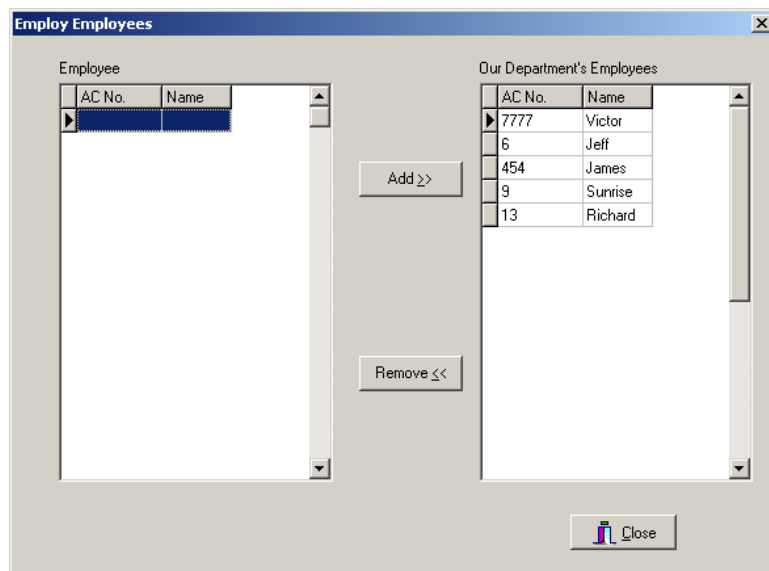 Employ Employees
Employee
AC No. Name
Add >>
Remove <<
Our Department's Employees
AC No. Name
7777 Victor
6 Jeff
454 James
9 Sunrise
13 Richard
Close